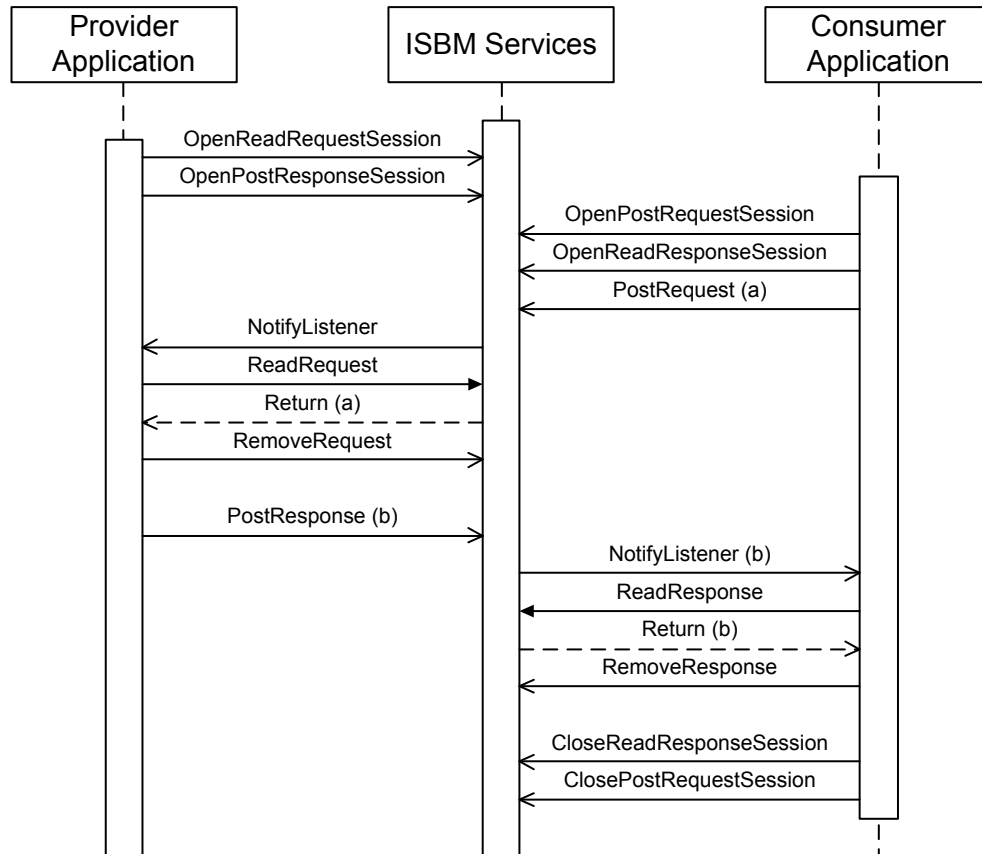 Provider
Application
ISBM Services
Consumer
Application
OpenReadRequestSession
OpenPostResponseSession
OpenPostRequestSession
OpenReadResponseSession
PostRequest (a)
NotifyListener
ReadRequest
Return (a)
RemoveRequest
PostResponse (b)
NotifyListener (b)
ReadResponse
Return (b)
RemoveResponse
CloseReadResponseSession
ClosePostRequestSession